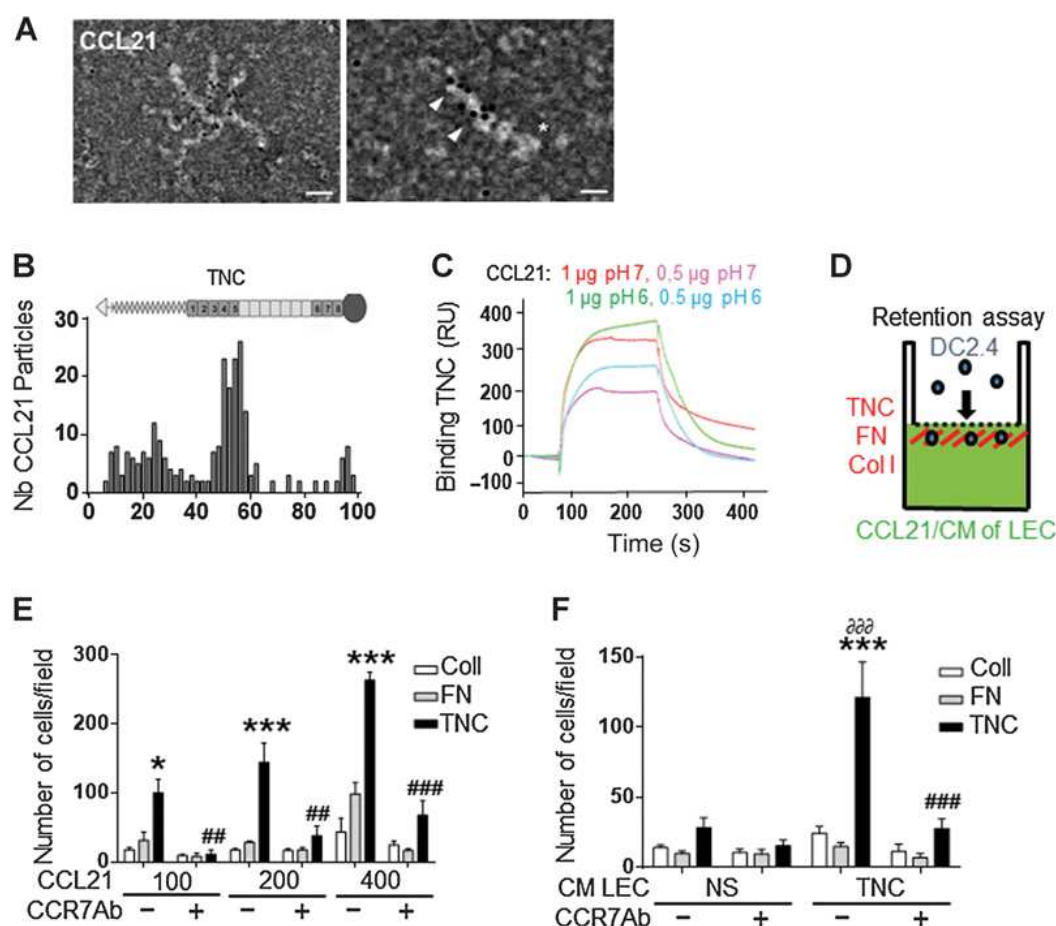 A
CCL21
*
B
TNC
1 2 3 4 5 6 7 8
Nb CCL21 Particles
30
20
10
0
0 20 40 60 80 100
C
CCL21: 1 µg pH 7, 0.5 µg pH 7
1 µg pH 6, 0.5 µg pH 6
Binding TNC (RU)
400
300
200
100
0
−100
0 100 200 300 400
Time (s)
D
Retention assay
DC2.4
TNC
FN
Col I
CCL21/CM of LEC
E
Number of cells/field
300
200
100
0
* *** ***
## ## ###
Coll
FN
TNC
CCL21 100 200 400
CCR7Ab − + − + − +
F
Number of cells/field
150
100
50
0
∂∂∂
***
###
Coll
FN
TNC
CM LEC NS TNC
CCR7Ab − + − +